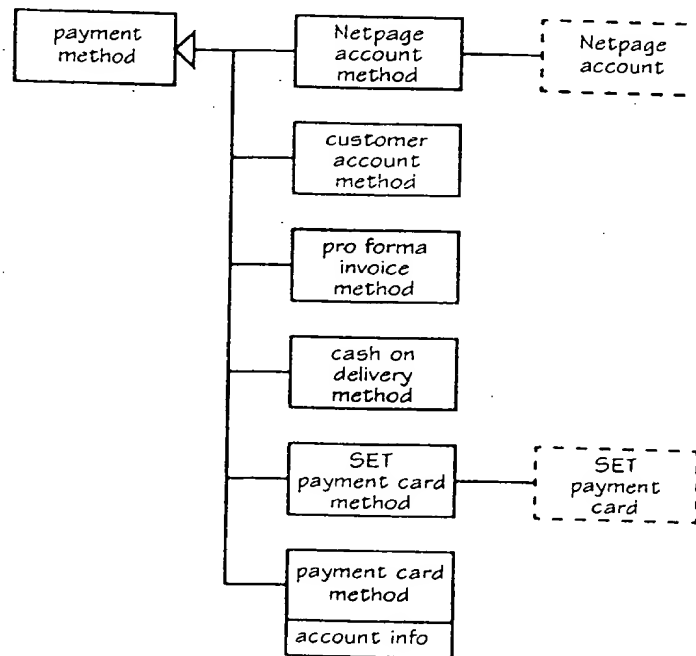 payment
method
Netpage
account
method
Netpage
account
customer
account
method
pro forma
invoice
method
cash on
delivery
method
SET
payment card
method
SET
payment
card
payment card
method
account info